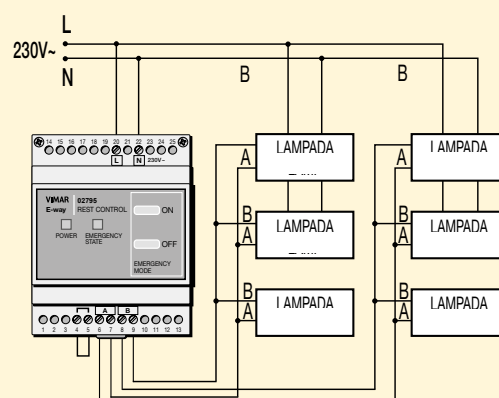 L
230V~
N
B B
14 15 16 17 18 19 20 21 22 23 24 25
L N 230V~
VIMAR 02795
E-way REST CONTROL
POWER EMERGENCY STATE
ON
OFF
EMERGENCY MODE
A B
1 2 3 4 5 6 7 8 9 10 11 12 13
LAMPADA
A
LAMPADA
A
B
A
LAMPADA
B
A
LAMPADA
B
A
LAMPADA
B
A
LAMPADA